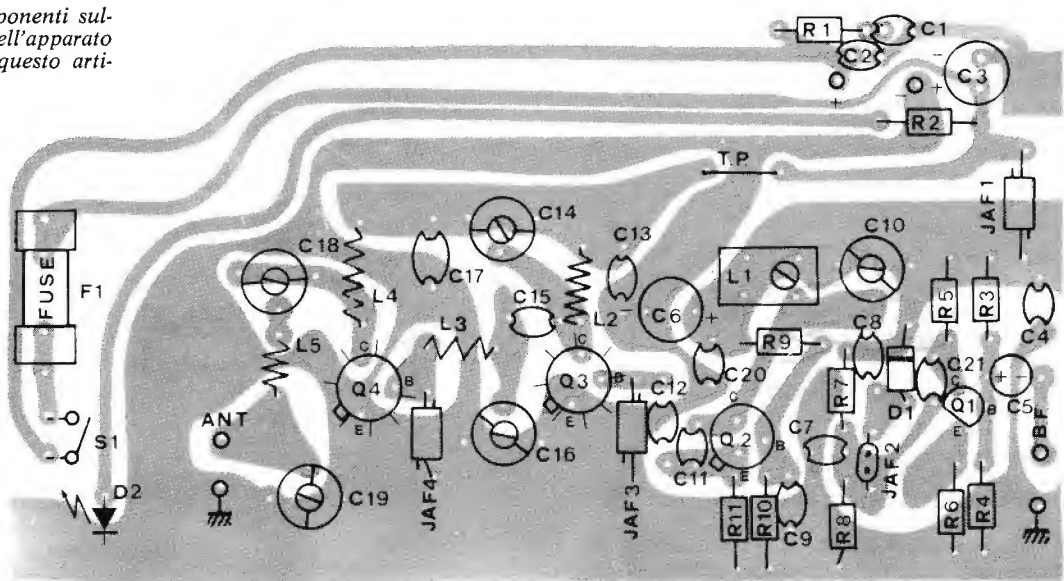 ponenti sul-
ell'apparato
questo arti-
R1
C1
C2
- C3
+
- +
R2
T.P.
JAF1
FUSE
F1
C18
L4
C17
C14
C13
L1
C10
R5
R3
C4
C15
L2
- C6 +
L3
L5
R9
C8
R7
D1
C21
- C5 +
C
Q4
B
E
C
Q3
B
E
C20
C12
C
Q1
B
E
S1
ANT
JAF4
C16
JAF3
C11
C
Q2
B
E
C7
JAF2
BF
D2
C19
R11
R10
C9
R8
R6
R4